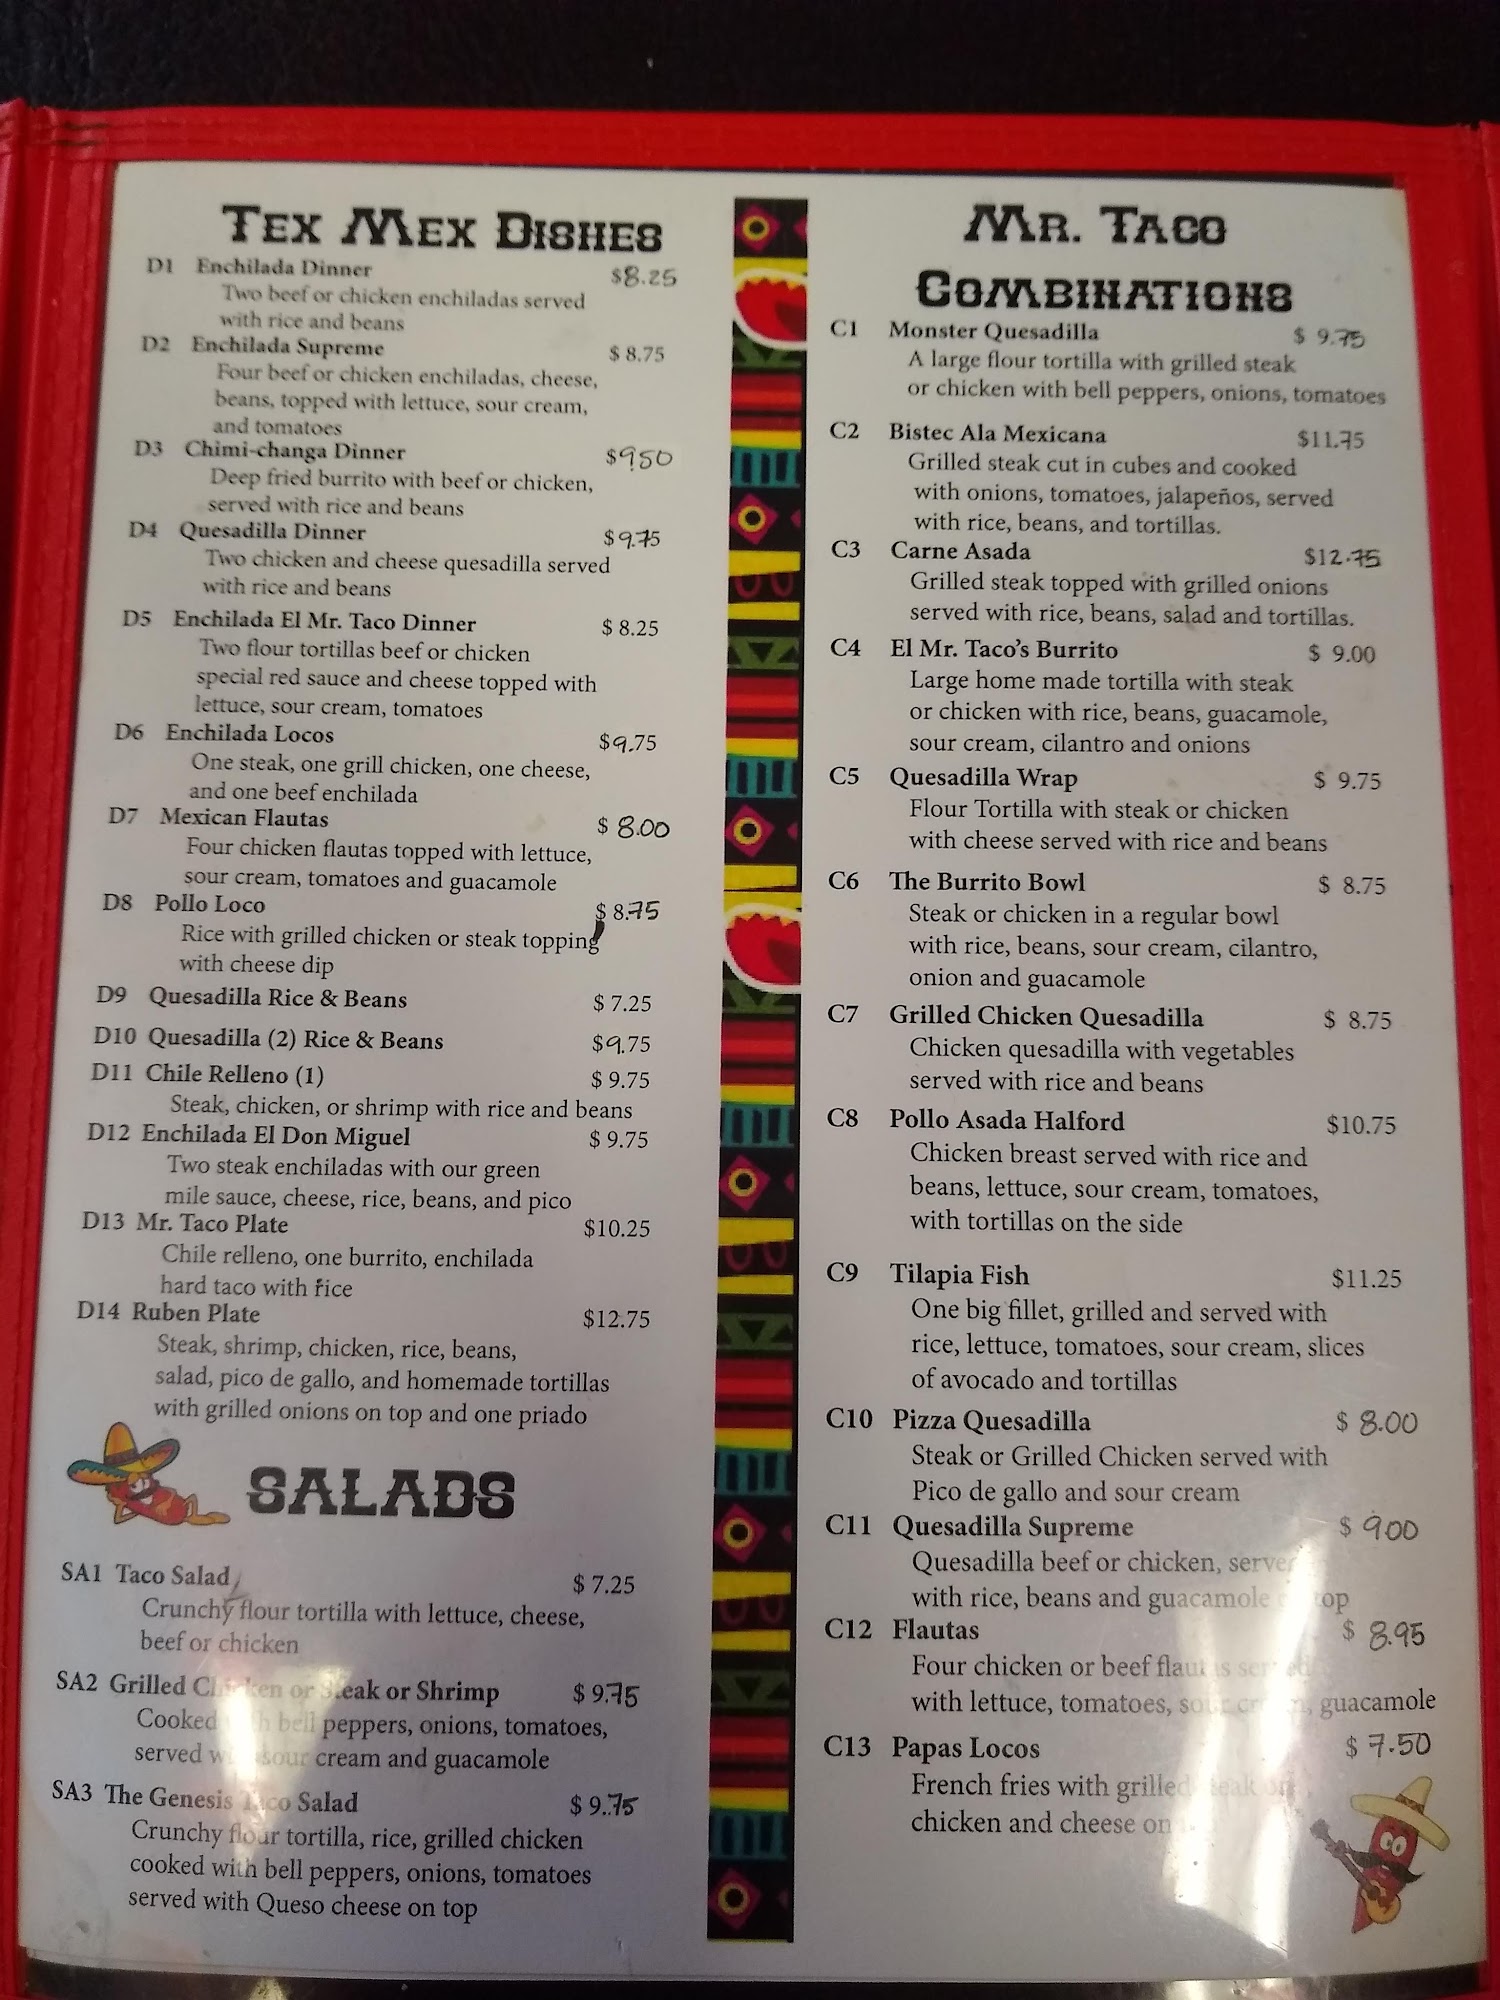 TEX MEX DISHES
D1 Enchilada Dinner $8.25
Two beef or chicken enchiladas served
with rice and beans
D2 Enchilada Supreme $ 8.75
Four beef or chicken enchiladas, cheese,
beans, topped with lettuce, sour cream,
and tomatoes
D3 Chimi-changa Dinner $9.50
Deep fried burrito with beef or chicken,
served with rice and beans
D4 Quesadilla Dinner $9.75
Two chicken and cheese quesadilla served
with rice and beans
D5 Enchilada El Mr. Taco Dinner $ 8.25
Two flour tortillas beef or chicken
special red sauce and cheese topped with
lettuce, sour cream, tomatoes
D6 Enchilada Locos $9.75
One steak, one grill chicken, one cheese,
and one beef enchilada
D7 Mexican Flautas $ 8.00
Four chicken flautas topped with lettuce,
sour cream, tomatoes and guacamole
D8 Pollo Loco $ 8.75
Rice with grilled chicken or steak topping
with cheese dip
D9 Quesadilla Rice & Beans $ 7.25
D10 Quesadilla (2) Rice & Beans $9.75
D11 Chile Relleno (1) $ 9.75
Steak, chicken, or shrimp with rice and beans
D12 Enchilada El Don Miguel $ 9.75
Two steak enchiladas with our green
mile sauce, cheese, rice, beans, and pico
D13 Mr. Taco Plate $10.25
Chile relleno, one burrito, enchilada
hard taco with rice
D14 Ruben Plate $12.75
Steak, shrimp, chicken, rice, beans,
salad, pico de gallo, and homemade tortillas
with grilled onions on top and one priado
SALADS
SA1 Taco Salad $ 7.25
Crunchy flour tortilla with lettuce, cheese,
beef or chicken
SA2 Grilled Chicken or Steak or Shrimp $ 9.75
Cooked with bell peppers, onions, tomatoes,
served with sour cream and guacamole
SA3 The Genesis Taco Salad $ 9.75
Crunchy flour tortilla, rice, grilled chicken
cooked with bell peppers, onions, tomatoes
served with Queso cheese on top
MR. TACO
COMBINATIONS
C1 Monster Quesadilla $ 9.75
A large flour tortilla with grilled steak
or chicken with bell peppers, onions, tomatoes
C2 Bistec Ala Mexicana $11.75
Grilled steak cut in cubes and cooked
with onions, tomatoes, jalapeños, served
with rice, beans, and tortillas.
C3 Carne Asada $12.75
Grilled steak topped with grilled onions
served with rice, beans, salad and tortillas.
C4 El Mr. Taco's Burrito $ 9.00
Large home made tortilla with steak
or chicken with rice, beans, guacamole,
sour cream, cilantro and onions
C5 Quesadilla Wrap $ 9.75
Flour Tortilla with steak or chicken
with cheese served with rice and beans
C6 The Burrito Bowl $ 8.75
Steak or chicken in a regular bowl
with rice, beans, sour cream, cilantro,
onion and guacamole
C7 Grilled Chicken Quesadilla $ 8.75
Chicken quesadilla with vegetables
served with rice and beans
C8 Pollo Asada Halford $10.75
Chicken breast served with rice and
beans, lettuce, sour cream, tomatoes,
with tortillas on the side
C9 Tilapia Fish $11.25
One big fillet, grilled and served with
rice, lettuce, tomatoes, sour cream, slices
of avocado and tortillas
C10 Pizza Quesadilla $ 8.00
Steak or Grilled Chicken served with
Pico de gallo and sour cream
C11 Quesadilla Supreme $ 9.00
Quesadilla beef or chicken, served
with rice, beans and guacamole on top
C12 Flautas $ 8.95
Four chicken or beef flautas served
with lettuce, tomatoes, sour cream, guacamole
C13 Papas Locos $ 7.50
French fries with grilled steak or
chicken and cheese on